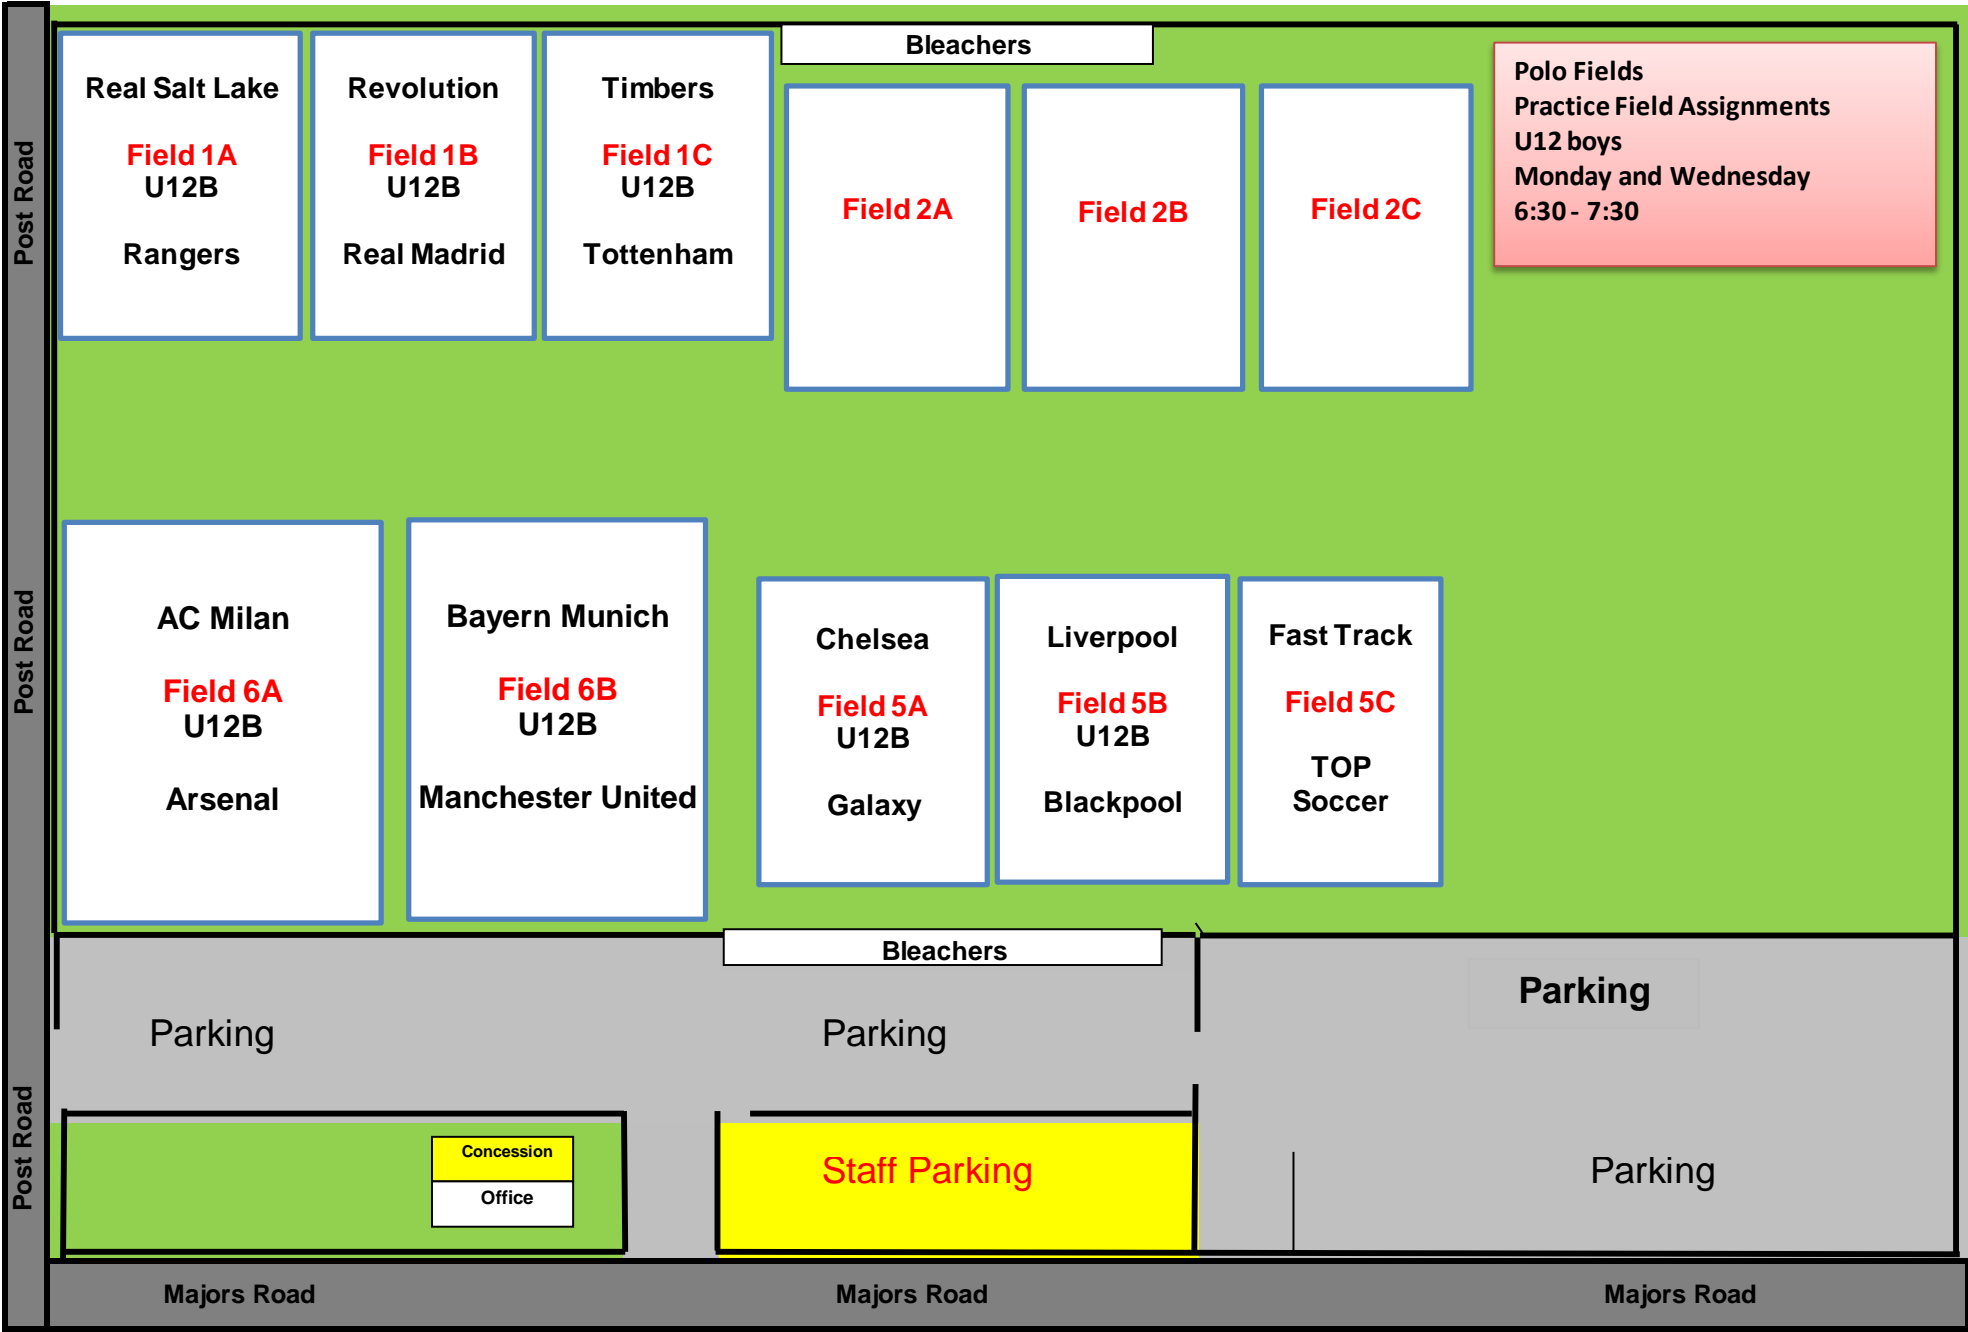 Bleachers
Polo Fields
Practice Field Assignments
U12 boys
Monday and Wednesday
6:30 - 7:30
Real Salt Lake
Field 1A
U12B
Rangers
Revolution
Field 1B
U12B
Real Madrid
Timbers
Field 1C
U12B
Tottenham
Field 2A
Field 2B
Field 2C
Post Road
Post Road
Post Road
AC Milan
Field 6A
U12B
Arsenal
Bayern Munich
Field 6B
U12B
Manchester United
Chelsea
Field 5A
U12B
Galaxy
Liverpool
Field 5B
U12B
Blackpool
Fast Track
Field 5C
TOP
Soccer
Bleachers
Parking
Parking
Parking
Concession
Office
Staff Parking
Parking
Majors Road
Majors Road
Majors Road